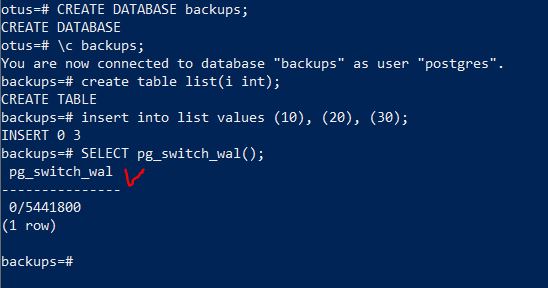 otus=# CREATE DATABASE backups;
CREATE DATABASE
otus=# \c backups;
You are now connected to database "backups" as user "postgres".
backups=# create table list(i int);
CREATE TABLE
backups=# insert into list values (10), (20), (30);
INSERT 0 3
backups=# SELECT pg_switch_wal();
 pg_switch_wal
---------------
 0/5441800
(1 row)

backups=#